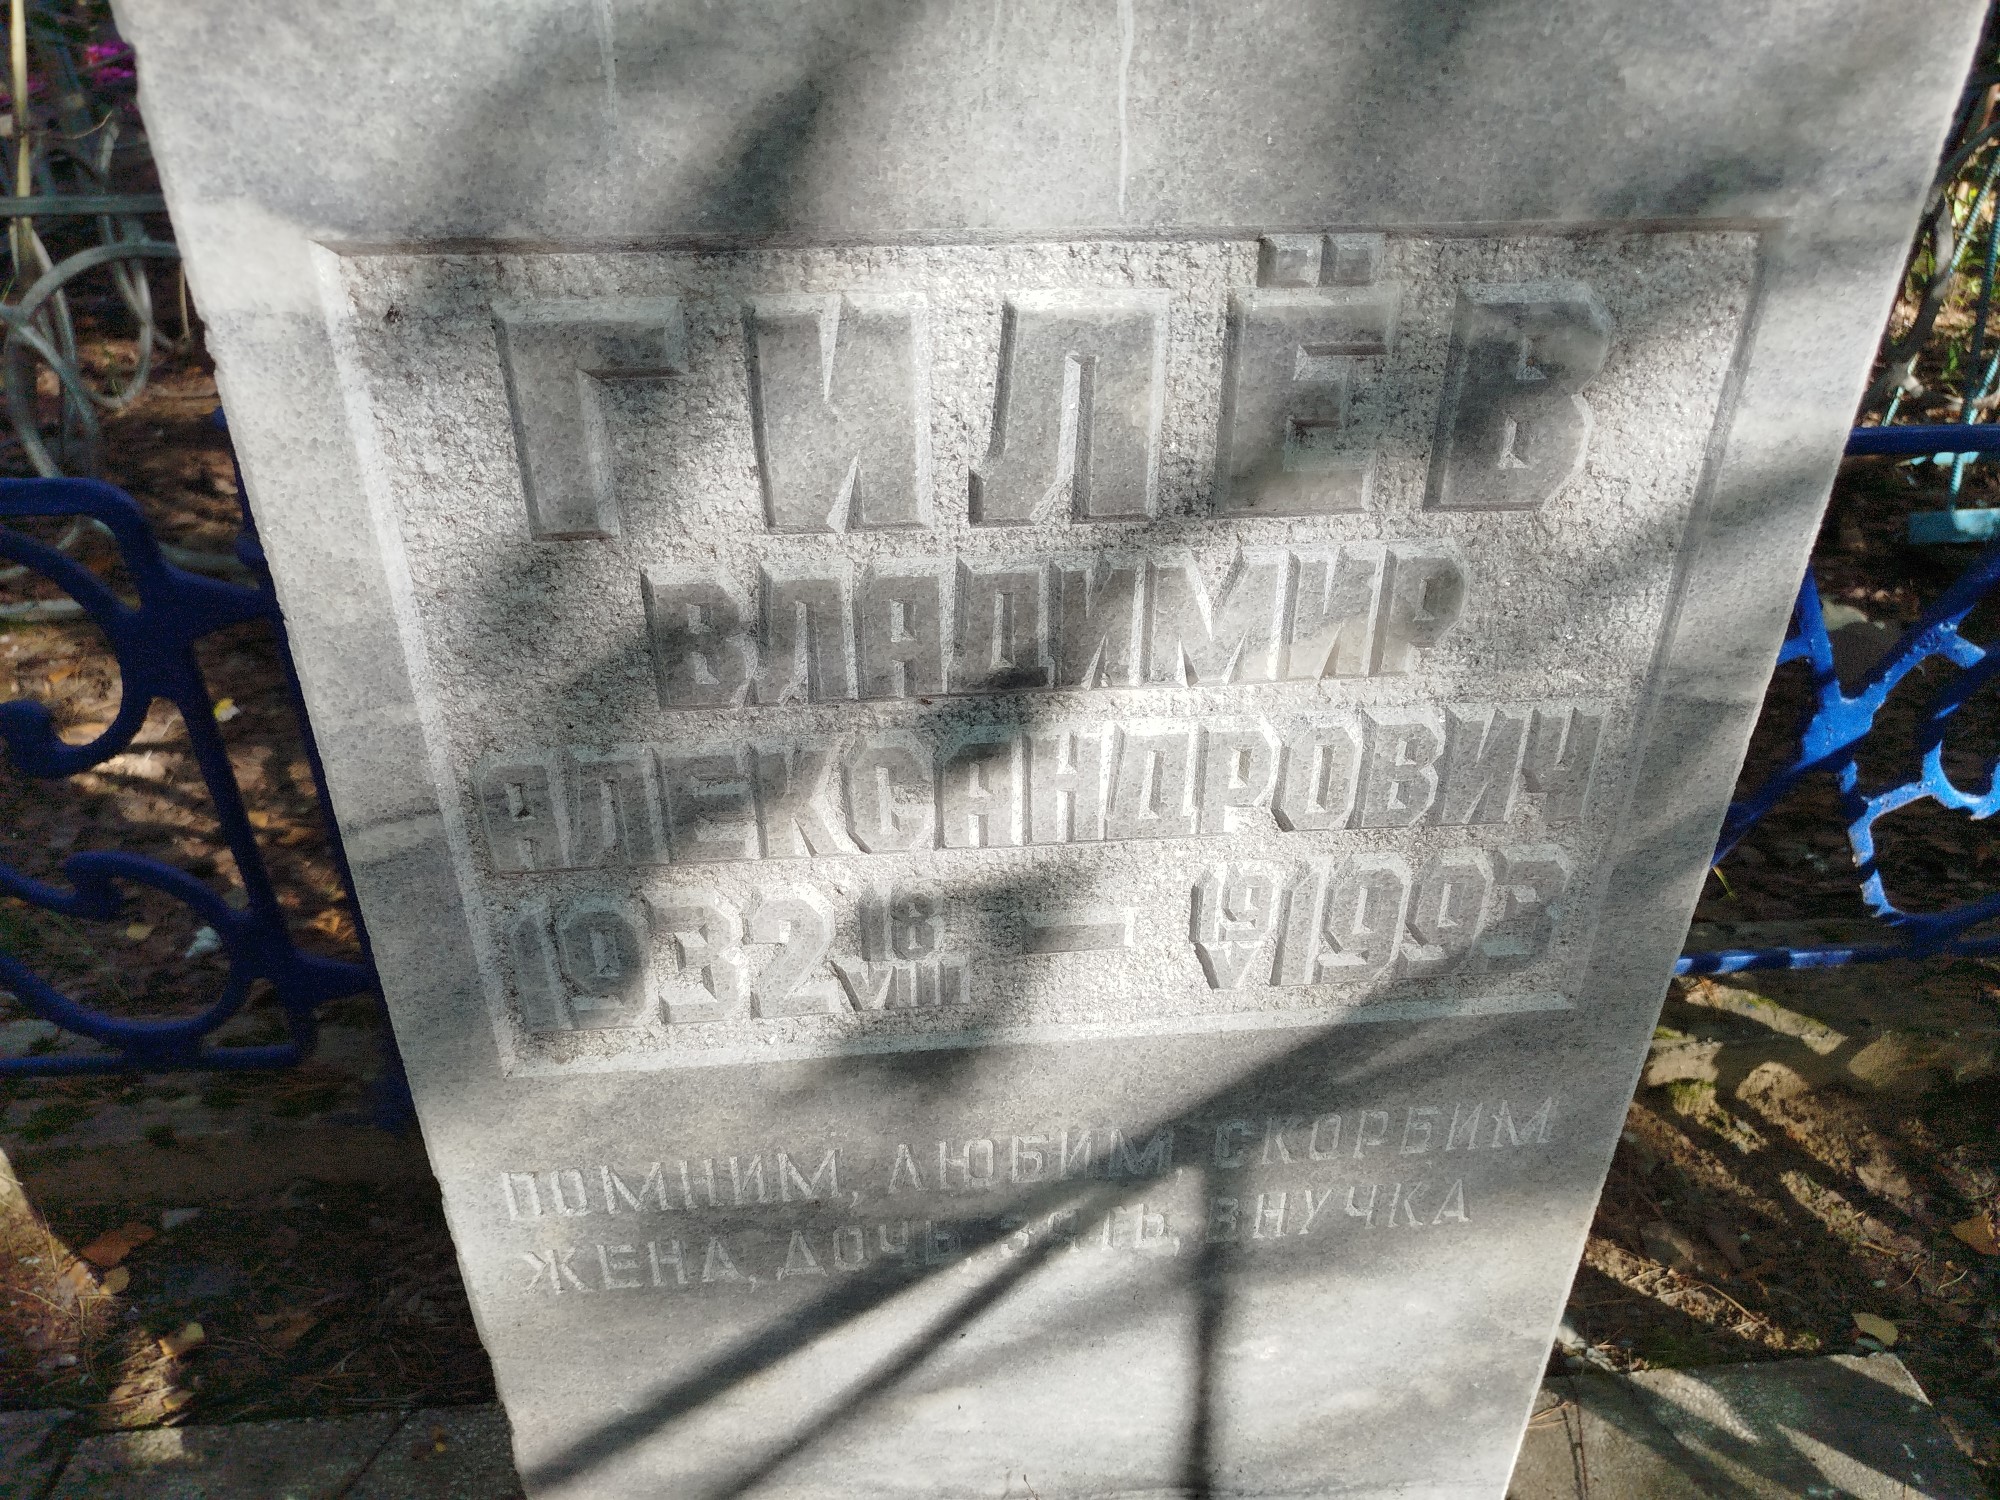 ГИЛЁВ
ВЛАДИМИР
АЛЕКСАНДРОВИЧ
1932 18 VIII — 19 V 1993
ПОМНИМ, ЛЮБИМ, СКОРБИМ
ЖЕНА, ДОЧЬ, ЗЯТЬ, ВНУЧКА